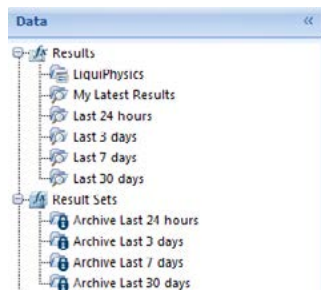 Data «
Results
LiquiPhysics
My Latest Results
Last 24 hours
Last 3 days
Last 7 days
Last 30 days
Result Sets
Archive Last 24 hours
Archive Last 3 days
Archive Last 7 days
Archive Last 30 days